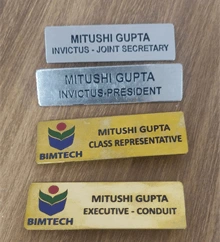 MITUSHI GUPTA
INVICTUS - JOINT SECRETARY
MITUSHI GUPTA
INVICTUS-PRESIDENT
MITUSHI GUPTA
CLASS REPRESENTATIVE
BIMTECH
MITUSHI GUPTA
EXECUTIVE - CONDUIT
BIMTECH